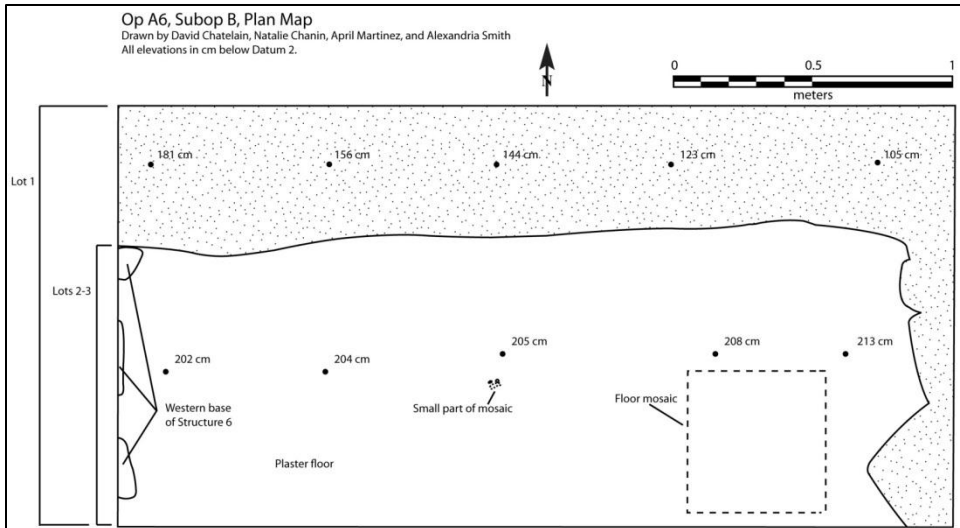 Op A6, Subop B, Plan Map
Drawn by David Chatelain, Natalie Chanin, April Martinez, and Alexandria Smith
All elevations in cm below Datum 2.
N
0 0.5 1
meters
Lot 1
181 cm 156 cm 144 cm 123 cm 105 cm
Lots 2-3
202 cm 204 cm 205 cm 208 cm 213 cm
Western base
of Structure 6
Small part of mosaic
Floor mosaic
Plaster floor